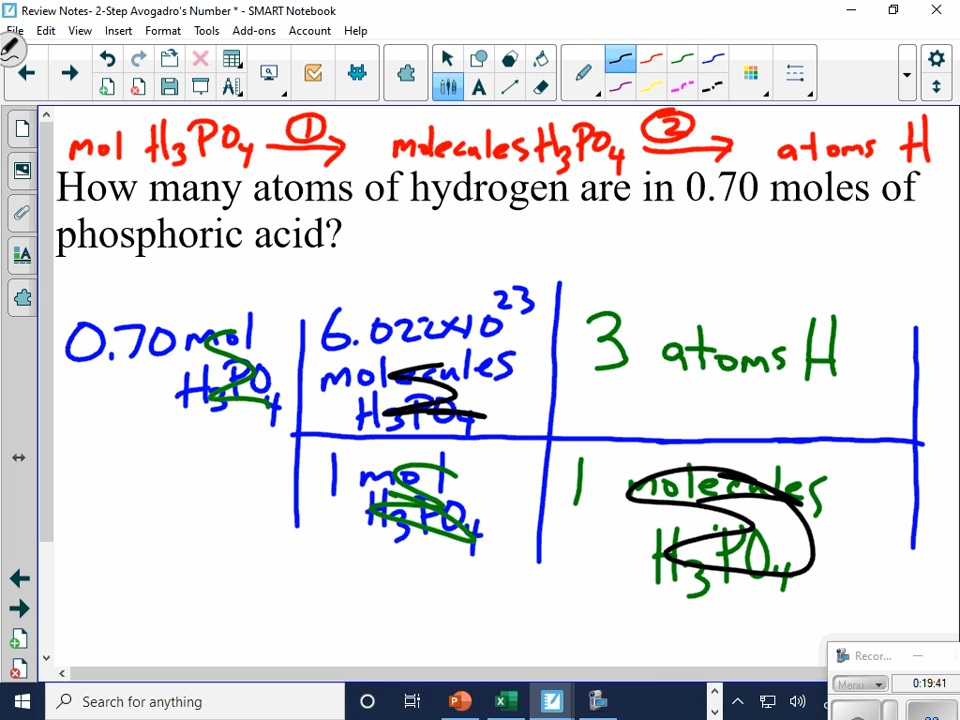 Review Notes- 2-Step Avogadro's Number * - SMART Notebook
File Edit View Insert Format Tools Add-ons Account Help
mol H₃PO₄ ① → molecules H₃PO₄ ② → atoms H
How many atoms of hydrogen are in 0.70 moles of
phosphoric acid?
0.70 mol
H₃PO₄
6.022x10²³
molecules
H₃PO₄
3 atoms H
1 mol
H₃PO₄
1 molecules
H₃PO₄
Recor...
Menu
0:19:41
Search for anything